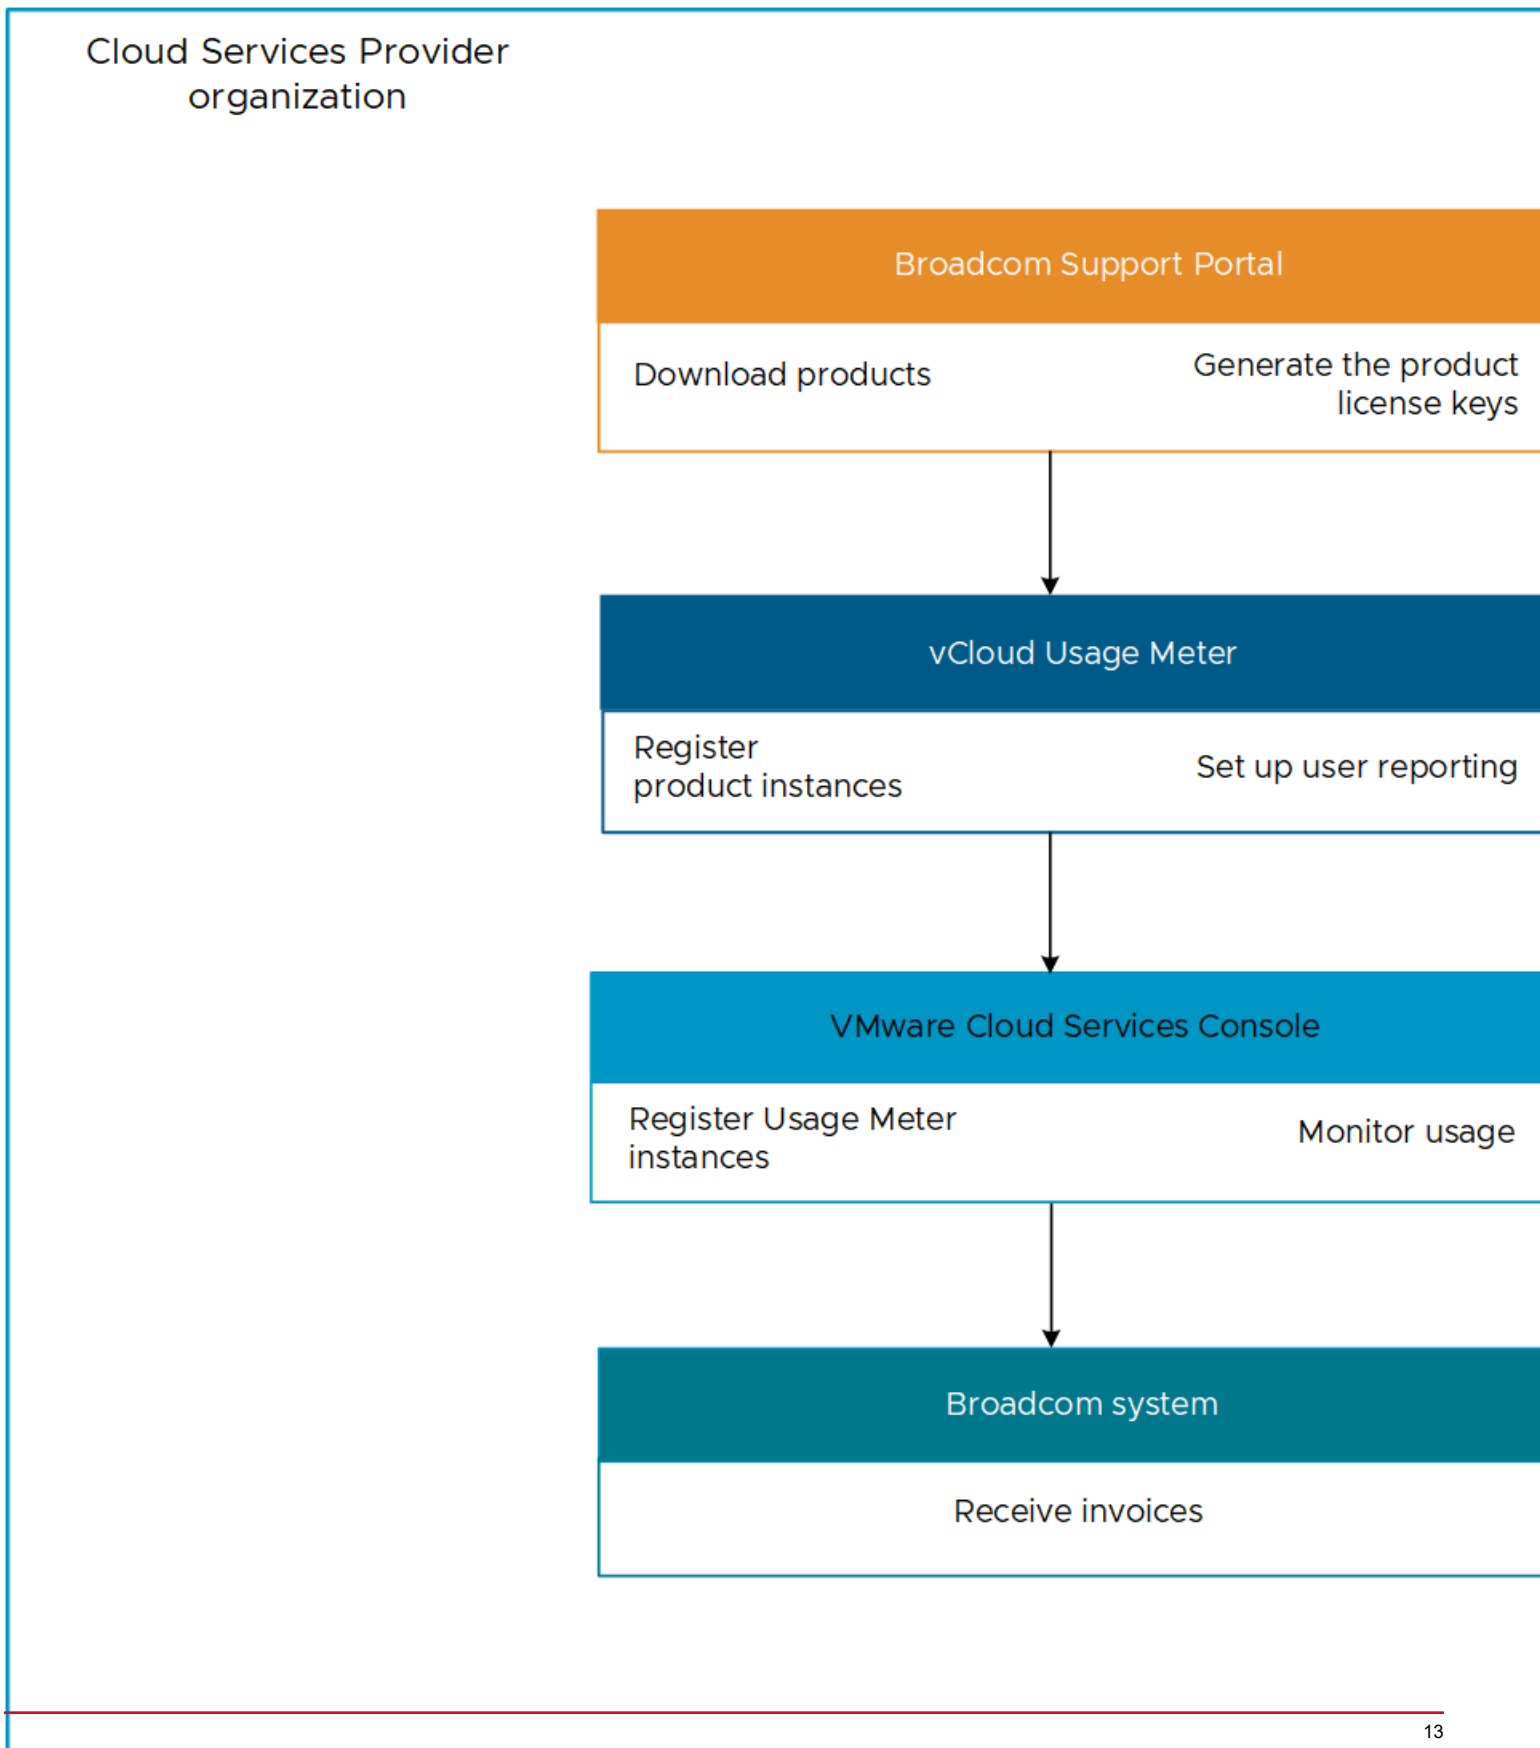 Cloud Services Provider
organization
Broadcom Support Portal
Download products
Generate the product
license keys
vCloud Usage Meter
Register
product instances
Set up user reporting
VMware Cloud Services Console
Register Usage Meter
instances
Monitor usage
Broadcom system
Receive invoices
13